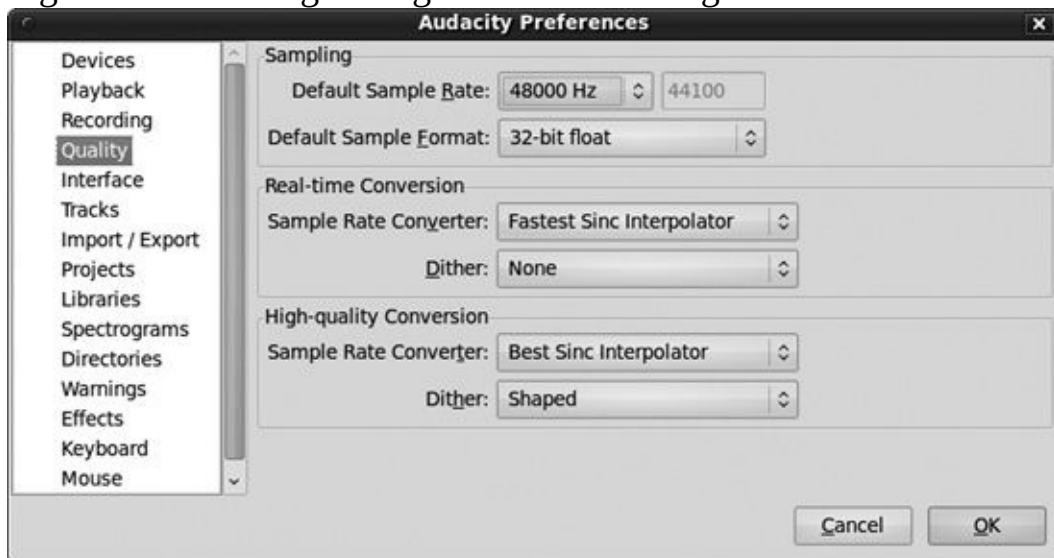 Audacity Preferences
Devices
Playback
Recording
Quality
Interface
Tracks
Import / Export
Projects
Libraries
Spectrograms
Directories
Warnings
Effects
Keyboard
Mouse
Sampling
Default Sample Rate: 48000 Hz 44100
Default Sample Format: 32-bit float
Real-time Conversion
Sample Rate Converter: Fastest Sinc Interpolator
Dither: None
High-quality Conversion
Sample Rate Converter: Best Sinc Interpolator
Dither: Shaped
Cancel OK